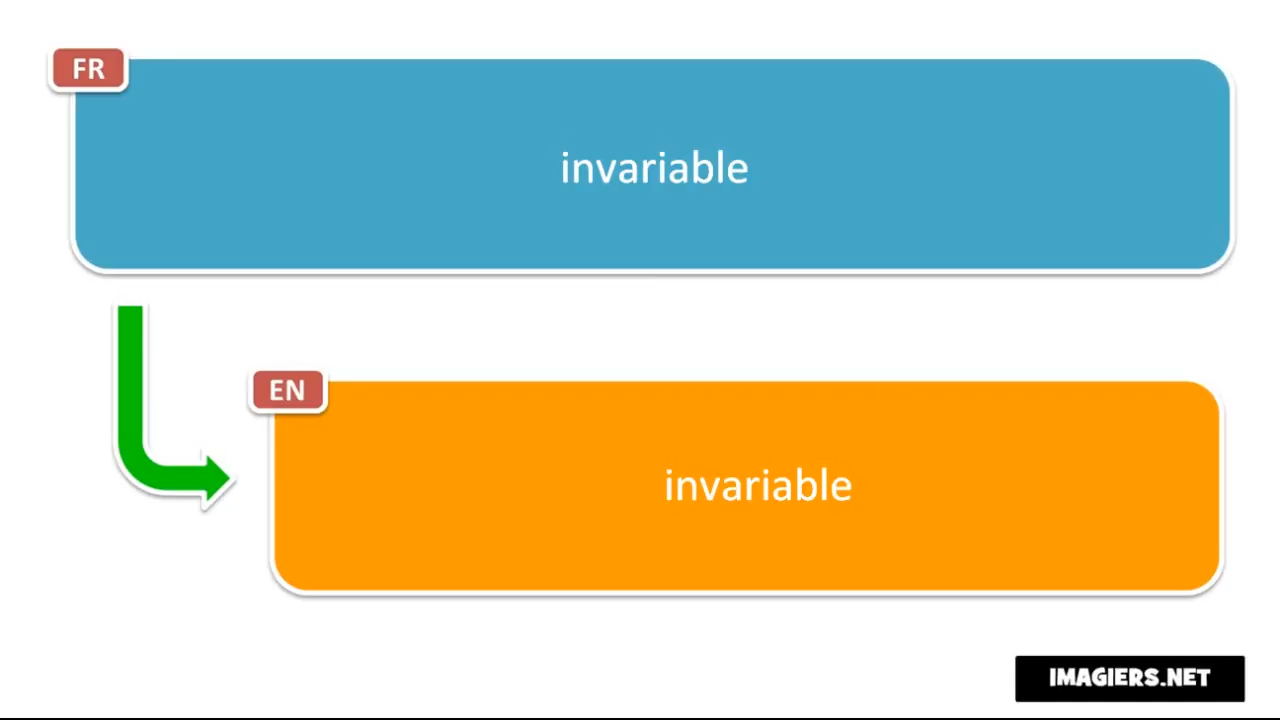 FR
invariable
EN
invariable
IMAGIERS.NET